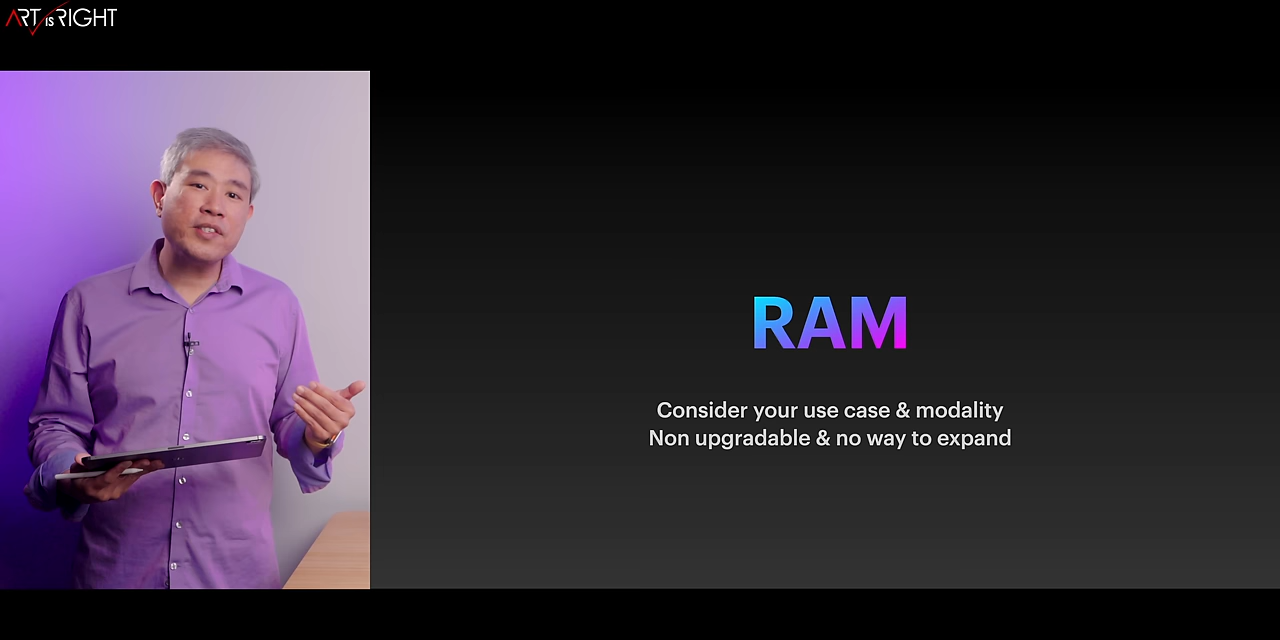 ART IS RIGHT
RAM
Consider your use case & modality
Non upgradable & no way to expand